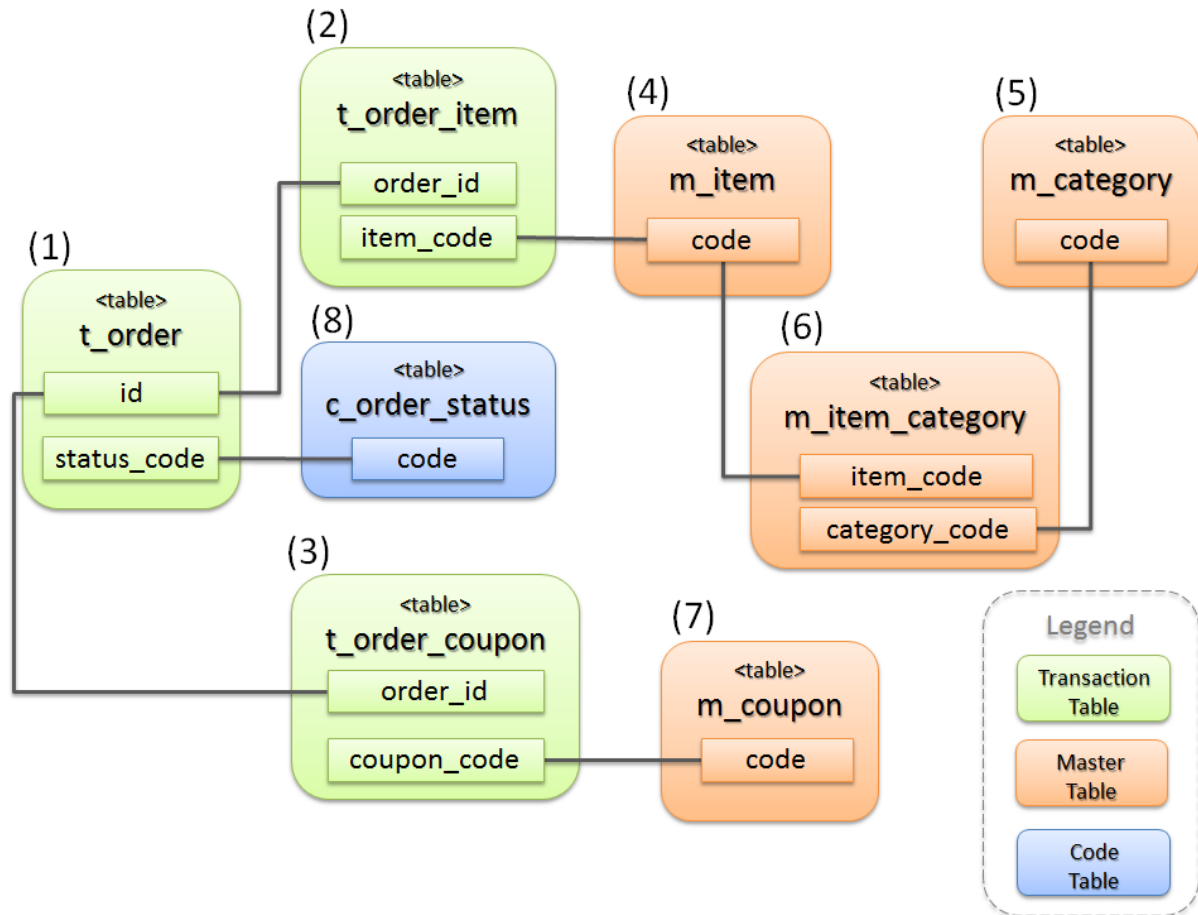 (1)
<table>
t_order
id
status_code
(2)
<table>
t_order_item
order_id
item_code
(8)
<table>
c_order_status
code
(3)
<table>
t_order_coupon
order_id
coupon_code
(4)
<table>
m_item
code
(5)
<table>
m_category
code
(6)
<table>
m_item_category
item_code
category_code
(7)
<table>
m_coupon
code
Legend
Transaction
Table
Master
Table
Code
Table